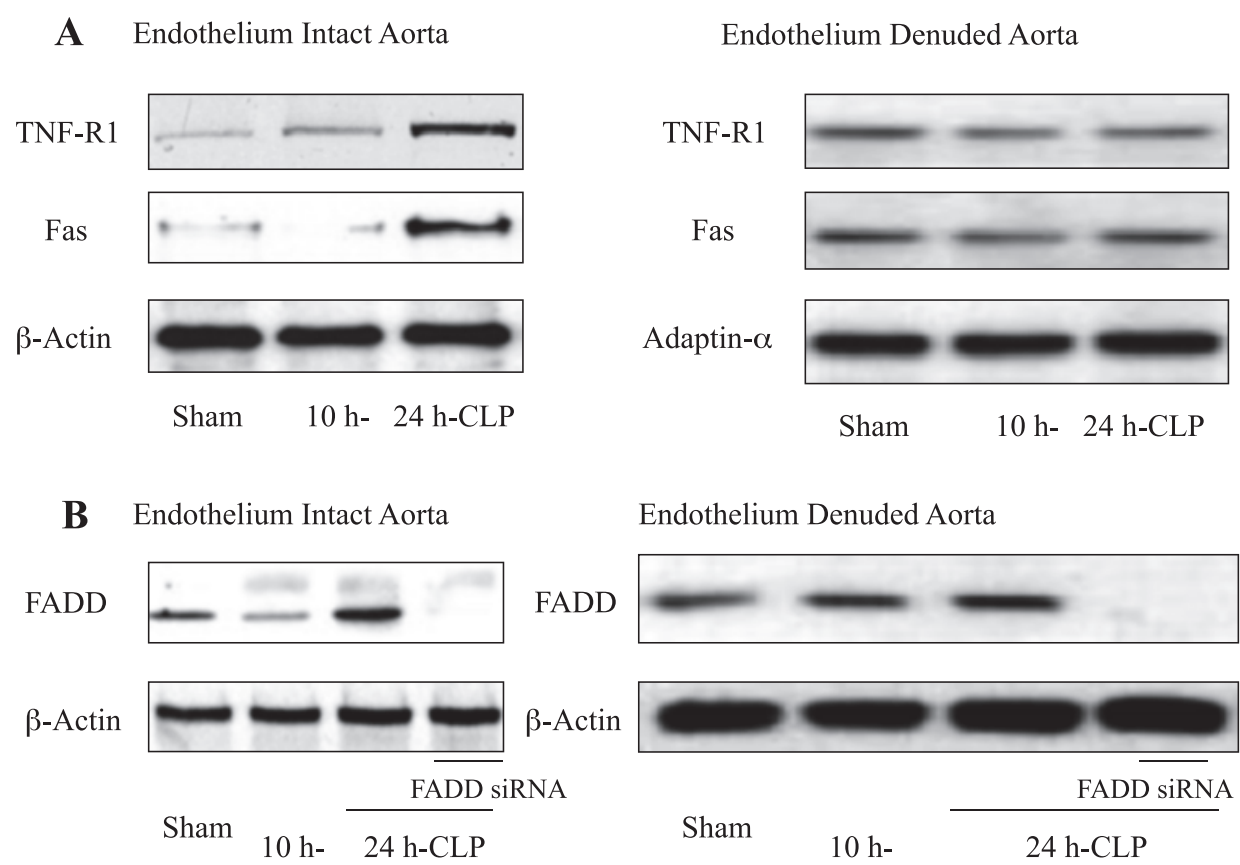 A Endothelium Intact Aorta
Endothelium Denuded Aorta
TNF-R1
Fas
β-Actin
Sham 10 h- 24 h-CLP
TNF-R1
Fas
Adaptin-α
Sham 10 h- 24 h-CLP
B Endothelium Intact Aorta
Endothelium Denuded Aorta
FADD
β-Actin
FADD siRNA
Sham 10 h- 24 h-CLP
FADD
β-Actin
FADD siRNA
Sham 10 h- 24 h-CLP